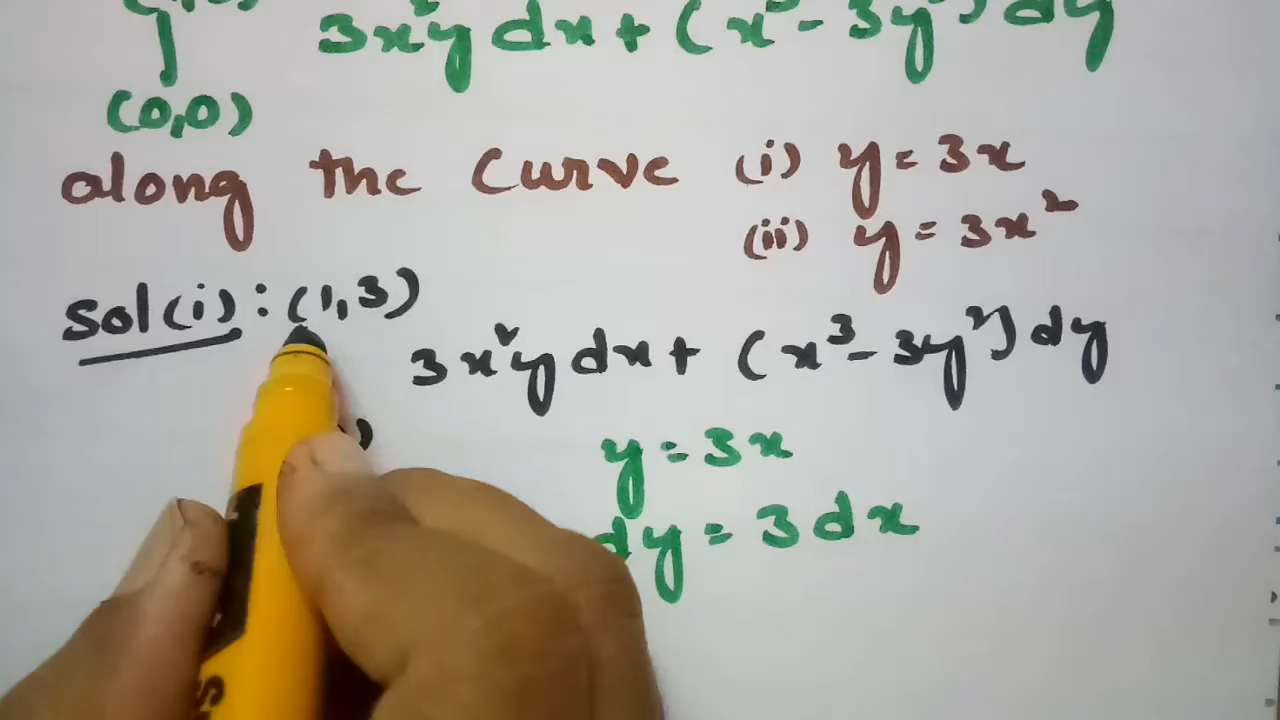 ∫ 3x²y dx + (x³ - 3y²) dy
(0,0)
along the Curve (i) y = 3x
(ii) y = 3x²
Sol(i) : (1,3)
3x²y dx + (x³ - 3y²) dy
y = 3x
dy = 3dx